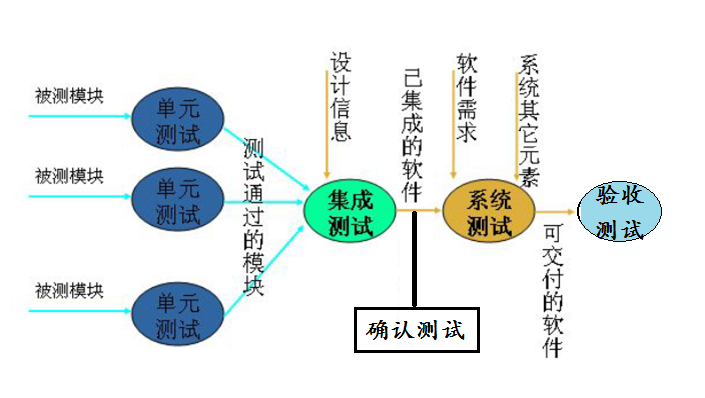 被测模块
单元
测试
被测模块
单元
测试
被测模块
单元
测试
测试通过的模块
设计信息
集成
测试
已集成的软件
确认测试
软件需求
系统其它元素
系统
测试
可交付的软件
验收
测试